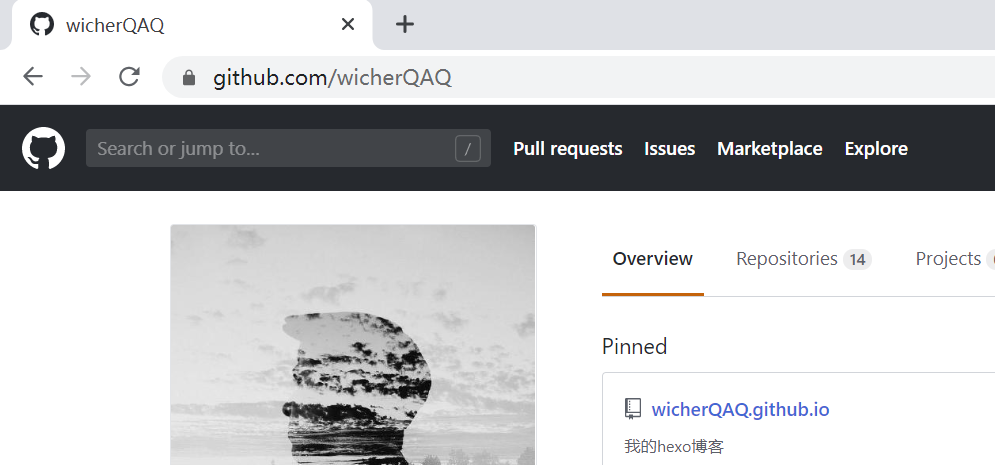 wicherQAQ
github.com/wicherQAQ
Search or jump to... /
Pull requests Issues Marketplace Explore
Overview Repositories 14 Projects
Pinned
wicherQAQ.github.io
我的hexo博客